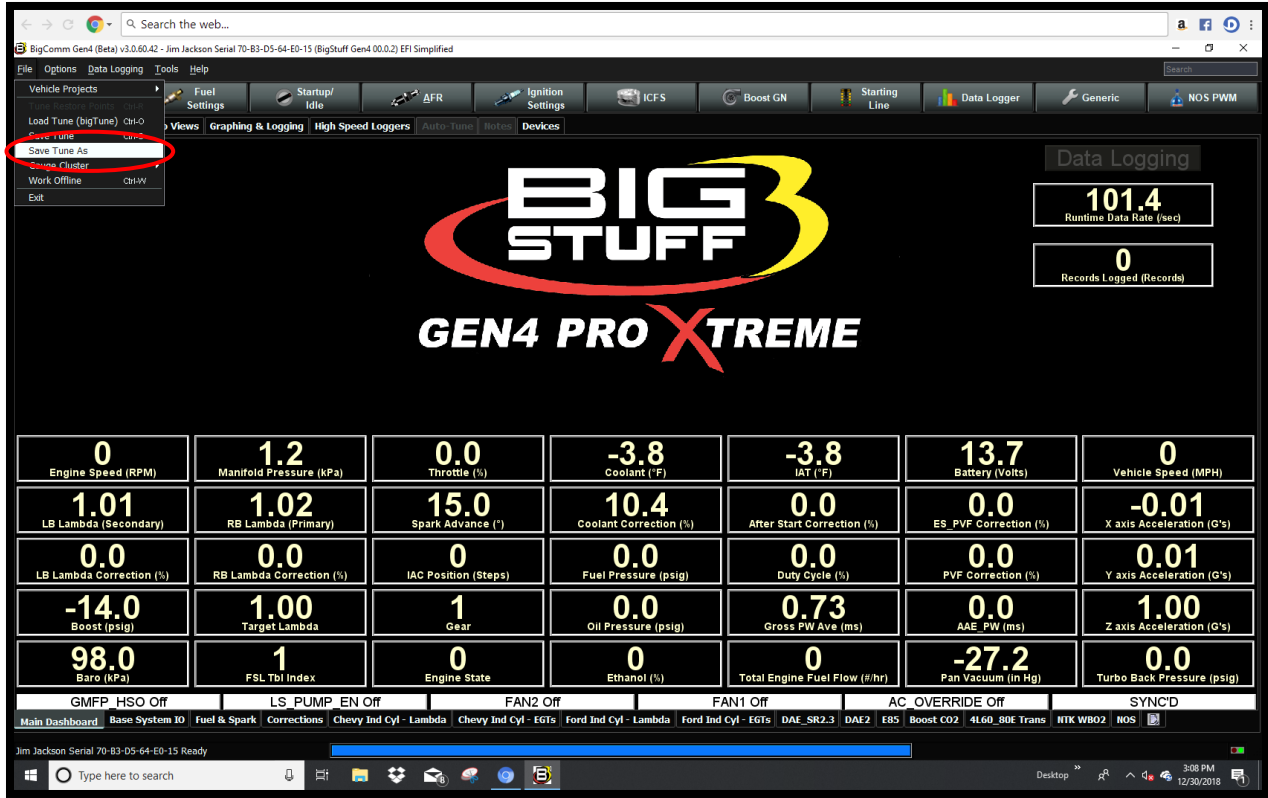 Search the web...
BigComm Gen4 (Beta) v3.0.60.42 - Jim Jackson Serial 70-B3-D5-64-E0-15 (BigStuff Gen4 00.0.2) EFI Simplified
File Options Data Logging Tools Help
Search
Vehicle Projects
Tune Restore Points Ctrl-R
Load Tune (bigTune) Ctrl-O
Save Tune Ctrl-S
Save Tune As
Gauge Cluster
Work Offline Ctrl-W
Exit
Fuel Settings
Startup/ Idle
AFR
Ignition Settings
ICFS
Boost GN
Starting Line
Data Logger
Generic
NOS PWM
Views Graphing & Logging High Speed Loggers Auto-Tune Notes Devices
BIG
STUFF
3
GEN4 PRO XTREME
Data Logging
101.4
Runtime Data Rate (/sec)
0
Records Logged (Records)
0
Engine Speed (RPM)
1.2
Manifold Pressure (kPa)
0.0
Throttle (%)
-3.8
Coolant (°F)
-3.8
IAT (°F)
13.7
Battery (Volts)
0
Vehicle Speed (MPH)
1.01
LB Lambda (Secondary)
1.02
RB Lambda (Primary)
15.0
Spark Advance (°)
10.4
Coolant Correction (%)
0.0
After Start Correction (%)
0.0
ES_PVF Correction (%)
-0.01
X axis Acceleration (G's)
0.0
LB Lambda Correction (%)
0.0
RB Lambda Correction (%)
0
IAC Position (Steps)
0.0
Fuel Pressure (psig)
0.0
Duty Cycle (%)
0.0
PVF Correction (%)
0.01
Y axis Acceleration (G's)
-14.0
Boost (psig)
1.00
Target Lambda
1
Gear
0.0
Oil Pressure (psig)
0.73
Gross PW Ave (ms)
0.0
AAE_PW (ms)
1.00
Z axis Acceleration (G's)
98.0
Baro (kPa)
1
FSL Tbl Index
0
Engine State
0
Ethanol (%)
0
Total Engine Fuel Flow (#/hr)
-27.2
Pan Vacuum (in Hg)
0.0
Turbo Back Pressure (psig)
GMFP_HSO Off LS_PUMP_EN Off FAN2 Off FAN1 Off AC_OVERRIDE Off SYNC'D
Main Dashboard Base System IO Fuel & Spark Corrections Chevy Ind Cyl - Lambda Chevy Ind Cyl - EGTs Ford Ind Cyl - Lambda Ford Ind Cyl - EGTs DAE_SR2.3 DAE2 E85 Boost CO2 4L60_80E Trans NTK WBO2 NOS
Jim Jackson Serial 70-B3-D5-64-E0-15 Ready
Type here to search
Desktop
3:08 PM
12/30/2018